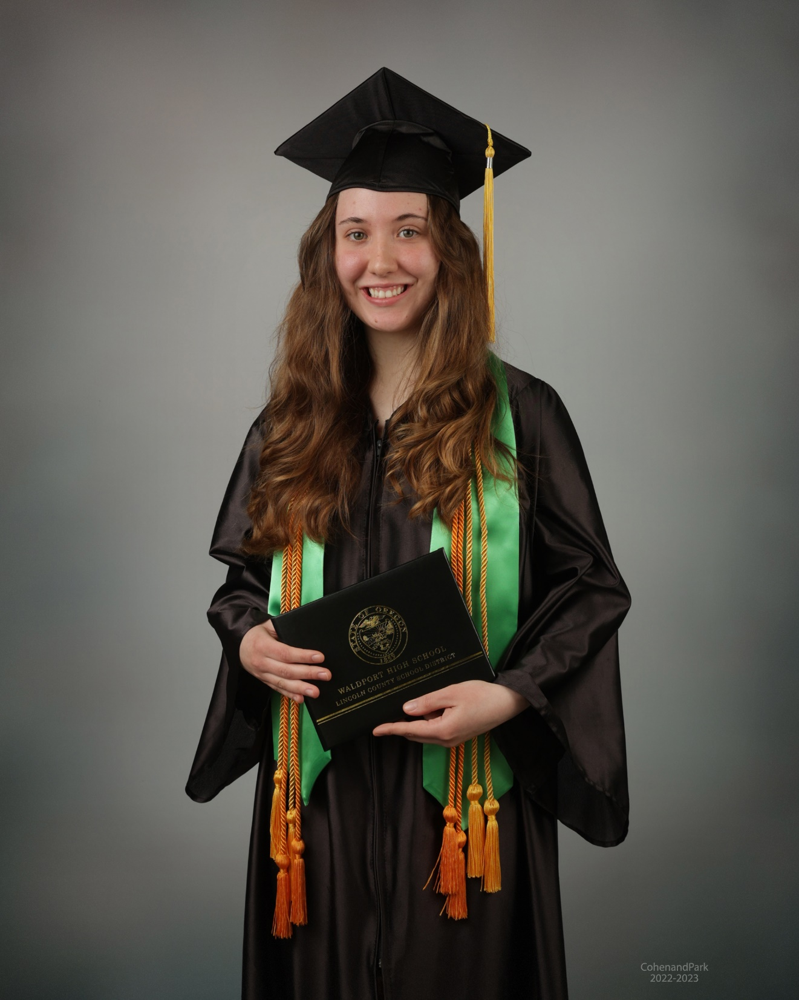 STATE OF OREGON
1859
WALDPORT HIGH SCHOOL
LINCOLN COUNTY SCHOOL DISTRICT
CohenandPark
2022-2023